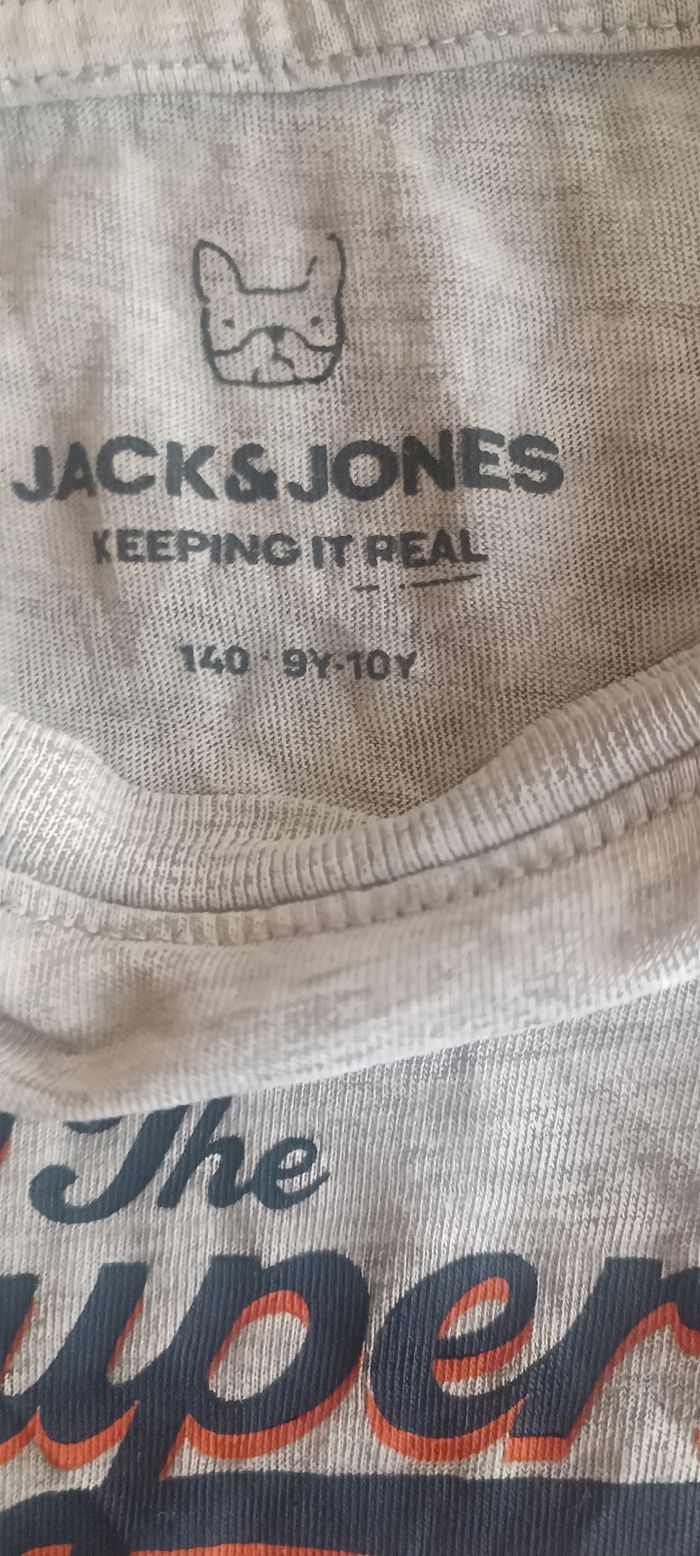 JACK&JONES
KEEPING IT REAL
140 · 9Y-10Y
The